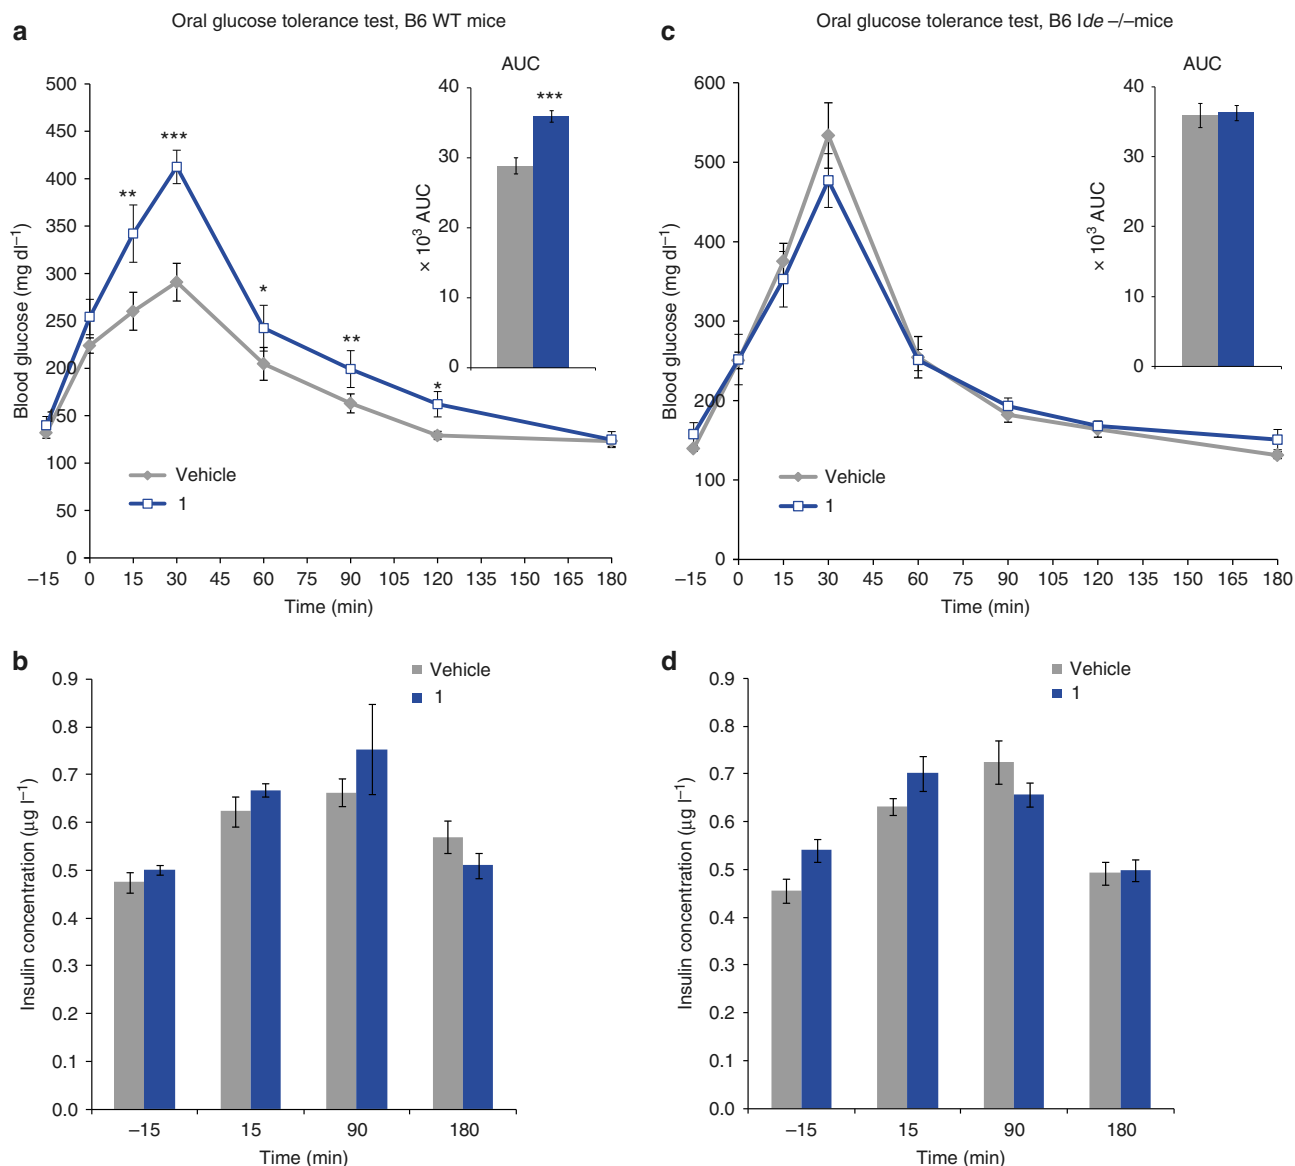 a
Oral glucose tolerance test, B6 WT mice
AUC
500
450
400
350
300
250
200
150
100
50
0
Blood glucose (mg dl⁻¹)
***
**
***
*
**
*
40
30
20
10
0
× 10³ AUC
***
Vehicle
1
–15 0 15 30 45 60 75 90 105 120 135 150 165 180
Time (min)
c
Oral glucose tolerance test, B6 Ide –/–mice
AUC
600
500
400
300
200
100
0
Blood glucose (mg dl⁻¹)
40
30
20
10
0
× 10³ AUC
Vehicle
1
–15 0 15 30 45 60 75 90 105 120 135 150 165 180
Time (min)
b
Vehicle
1
0.9
0.8
0.7
0.6
0.5
0.4
0.3
0.2
0.1
0.0
Insulin concentration (µg l⁻¹)
–15 15 90 180
Time (min)
d
Vehicle
1
0.9
0.8
0.7
0.6
0.5
0.4
0.3
0.2
0.1
0.0
Insulin concentration (µg l⁻¹)
–15 15 90 180
Time (min)